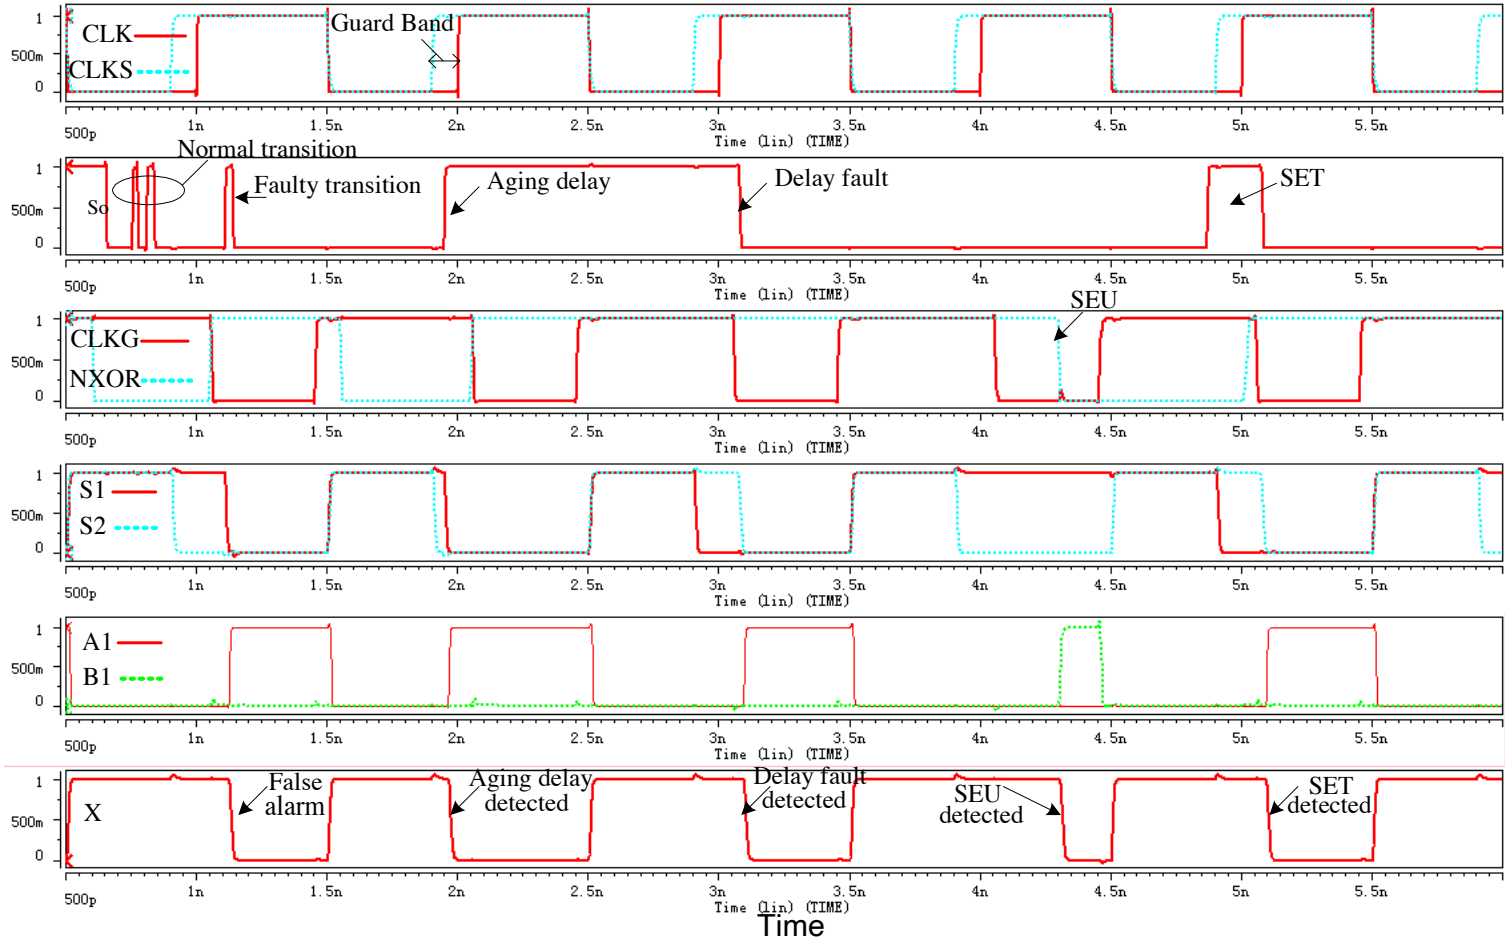 Guard Band
1
CLK
500m
CLKS
0
500p
1n 1.5n 2n 2.5n 3n 3.5n 4n 4.5n 5n 5.5n
Time (lin) (TIME)
Normal transition
1
Faulty transition
Aging delay
Delay fault
SET
So
500m
0
500p
1n 1.5n 2n 2.5n 3n 3.5n 4n 4.5n 5n 5.5n
Time (lin) (TIME)
SEU
1
CLKG
500m
NXOR
0
500p
1n 1.5n 2n 2.5n 3n 3.5n 4n 4.5n 5n 5.5n
Time (lin) (TIME)
1
S1
500m
S2
0
500p
1n 1.5n 2n 2.5n 3n 3.5n 4n 4.5n 5n 5.5n
Time (lin) (TIME)
1
A1
500m
B1
0
500p
1n 1.5n 2n 2.5n 3n 3.5n 4n 4.5n 5n 5.5n
Time (lin) (TIME)
1
False
alarm
Aging delay
detected
Delay fault
detected
SEU
detected
SET
detected
X
500m
0
500p
1n 1.5n 2n 2.5n 3n 3.5n 4n 4.5n 5n 5.5n
Time (lin) (TIME)
Time